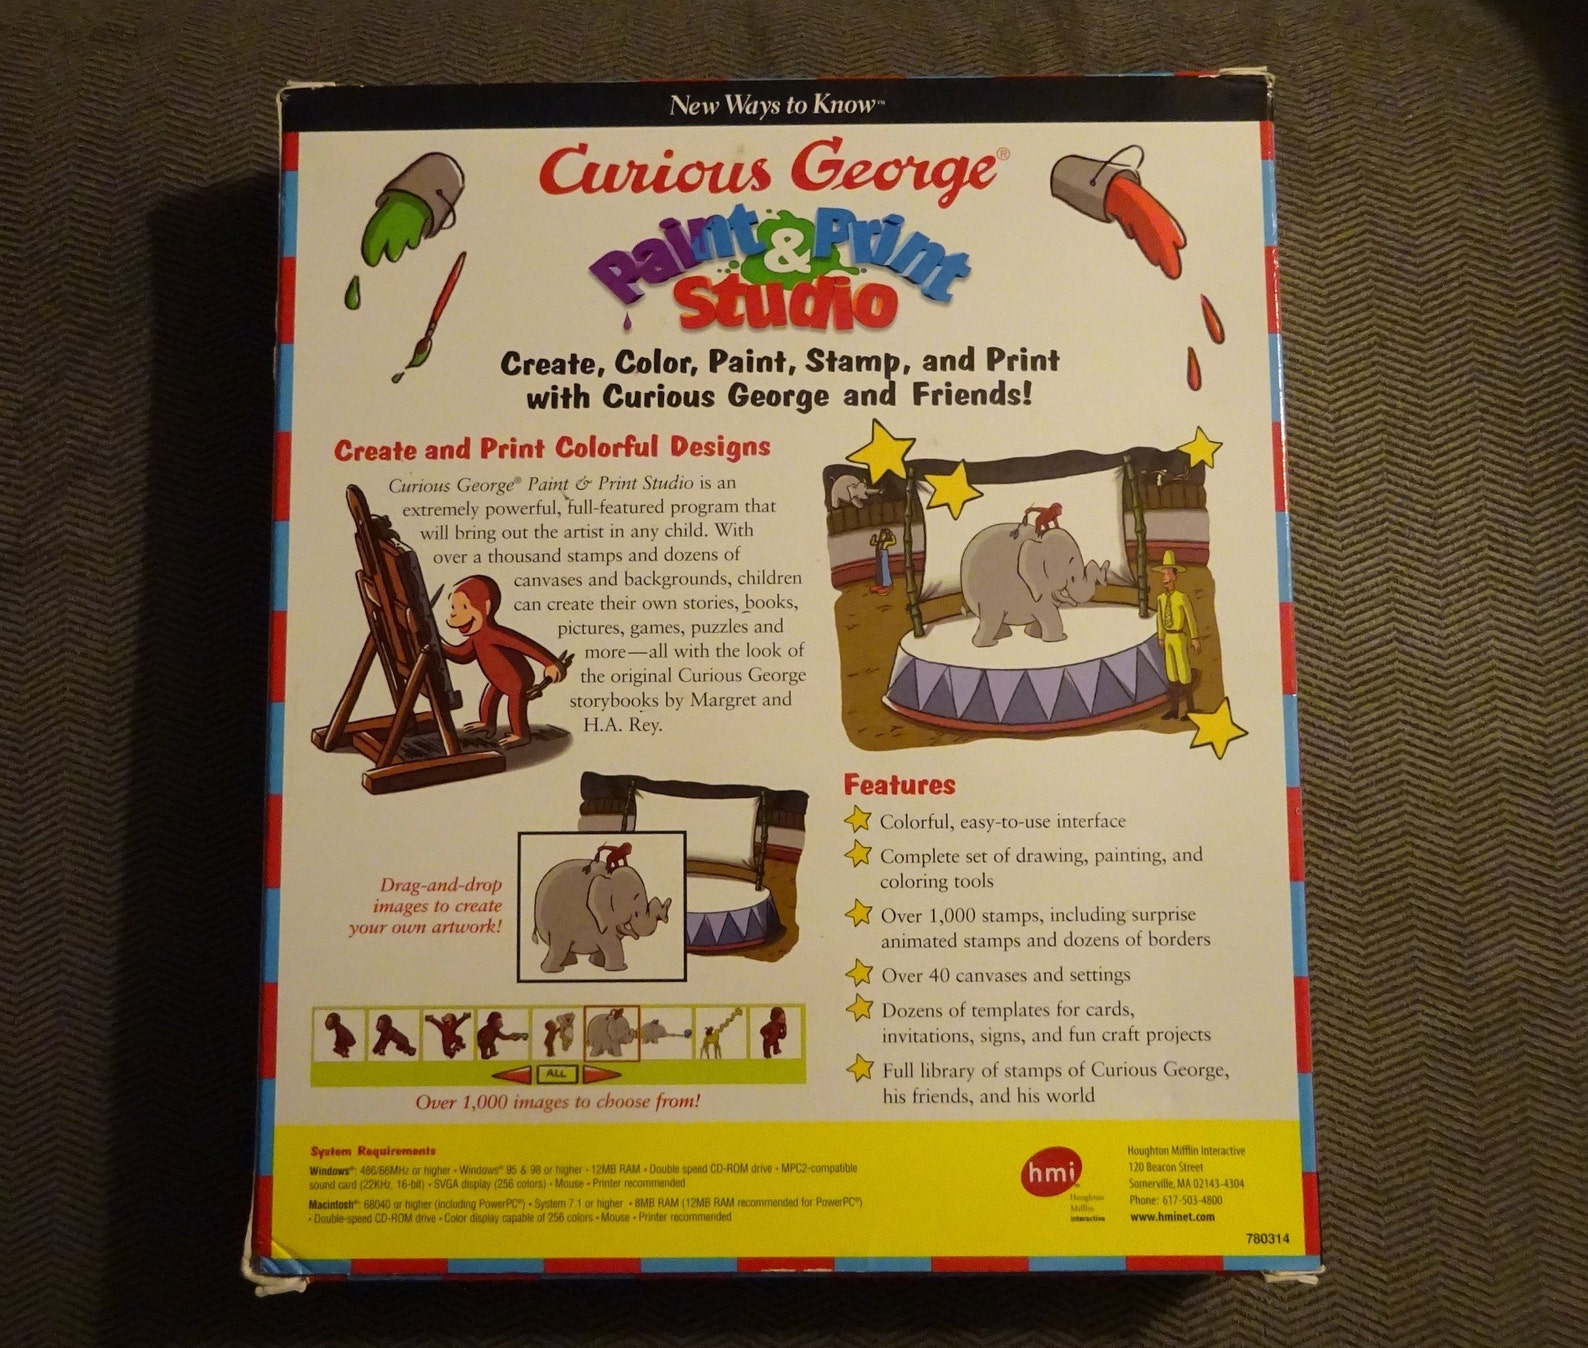 New Ways to Know™
Curious George®
Paint & Print
Studio
Create, Color, Paint, Stamp, and Print
with Curious George and Friends!
Create and Print Colorful Designs
Curious George® Paint & Print Studio is an
extremely powerful, full-featured program that
will bring out the artist in any child. With
over a thousand stamps and dozens of
canvases and backgrounds, children
can create their own stories, books,
pictures, games, puzzles and
more—all with the look of
the original Curious George
storybooks by Margret and
H.A. Rey.
Drag-and-drop
images to create
your own artwork!
ALL
Over 1,000 images to choose from!
Features
Colorful, easy-to-use interface
Complete set of drawing, painting, and
coloring tools
Over 1,000 stamps, including surprise
animated stamps and dozens of borders
Over 40 canvases and settings
Dozens of templates for cards,
invitations, signs, and fun craft projects
Full library of stamps of Curious George,
his friends, and his world
System Requirements
Windows®: 486/66MHz or higher • Windows® 95 & 98 or higher • 12MB RAM • Double speed CD-ROM drive • MPC2-compatible
sound card (22KHz, 16-bit) • SVGA display (256 colors) • Mouse • Printer recommended
Macintosh®: 68040 or higher (including PowerPC®) • System 7.1 or higher • 8MB RAM (12MB RAM recommended for PowerPC®)
• Double-speed CD-ROM drive • Color display capable of 256 colors • Mouse • Printer recommended
hmi
Houghton
Mifflin
interactive
Houghton Mifflin Interactive
120 Beacon Street
Somerville, MA 02143-4304
Phone: 617-503-4800
www.hminet.com
780314